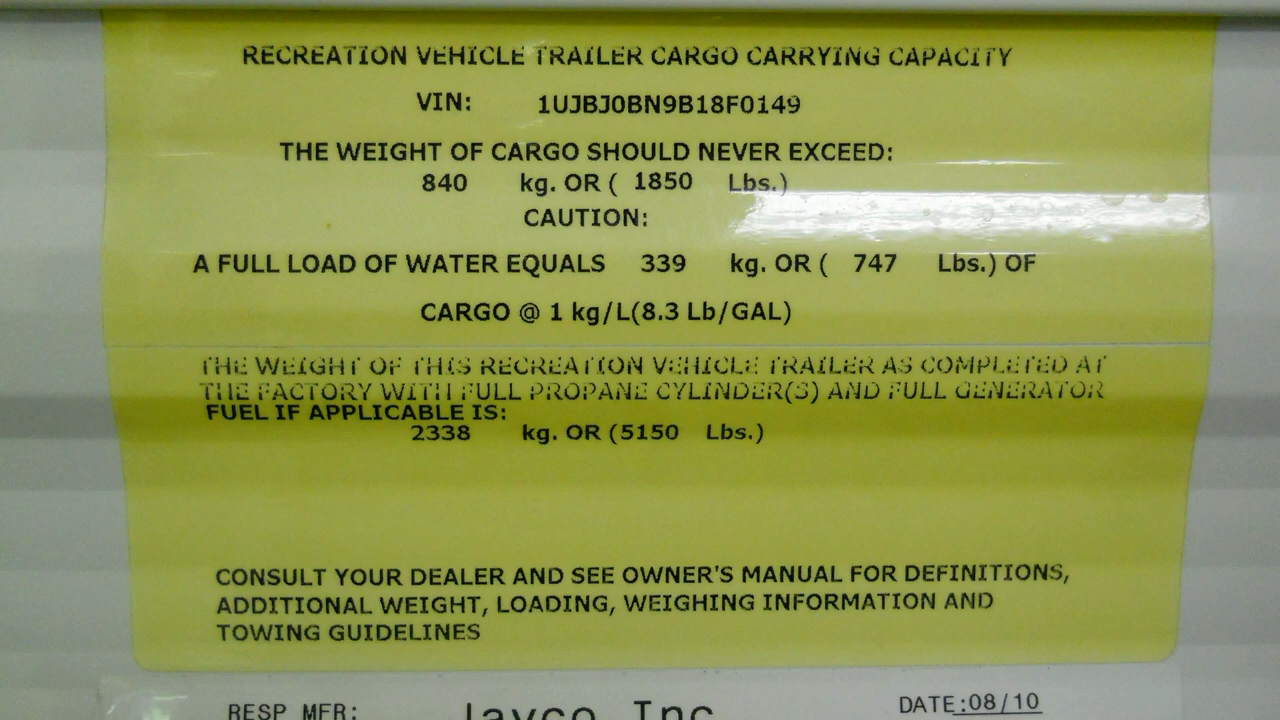 RECREATION VEHICLE TRAILER CARGO CARRYING CAPACITY
VIN: 1UJBJ0BN9B18F0149
THE WEIGHT OF CARGO SHOULD NEVER EXCEED:
840 kg. OR ( 1850 Lbs.)
CAUTION:
A FULL LOAD OF WATER EQUALS 339 kg. OR ( 747 Lbs.) OF
CARGO @ 1 kg/L(8.3 Lb/GAL)
THE WEIGHT OF THIS RECREATION VEHICLE TRAILER AS COMPLETED AT
THE FACTORY WITH FULL PROPANE CYLINDER(S) AND FULL GENERATOR
FUEL IF APPLICABLE IS:
2338 kg. OR (5150 Lbs.)
CONSULT YOUR DEALER AND SEE OWNER'S MANUAL FOR DEFINITIONS,
ADDITIONAL WEIGHT, LOADING, WEIGHING INFORMATION AND
TOWING GUIDELINES
RESP MFR: Jayco Inc DATE:08/10